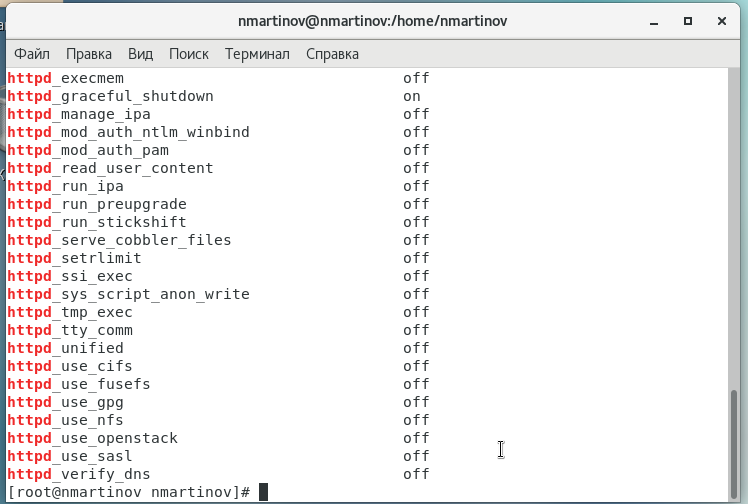 nmartinov@nmartinov:/home/nmartinov
Файл Правка Вид Поиск Терминал Справка
httpd_execmem off
httpd_graceful_shutdown on
httpd_manage_ipa off
httpd_mod_auth_ntlm_winbind off
httpd_mod_auth_pam off
httpd_read_user_content off
httpd_run_ipa off
httpd_run_preupgrade off
httpd_run_stickshift off
httpd_serve_cobbler_files off
httpd_setrlimit off
httpd_ssi_exec off
httpd_sys_script_anon_write off
httpd_tmp_exec off
httpd_tty_comm off
httpd_unified off
httpd_use_cifs off
httpd_use_fusefs off
httpd_use_gpg off
httpd_use_nfs off
httpd_use_openstack off
httpd_use_sasl off
httpd_verify_dns off
[root@nmartinov nmartinov]#